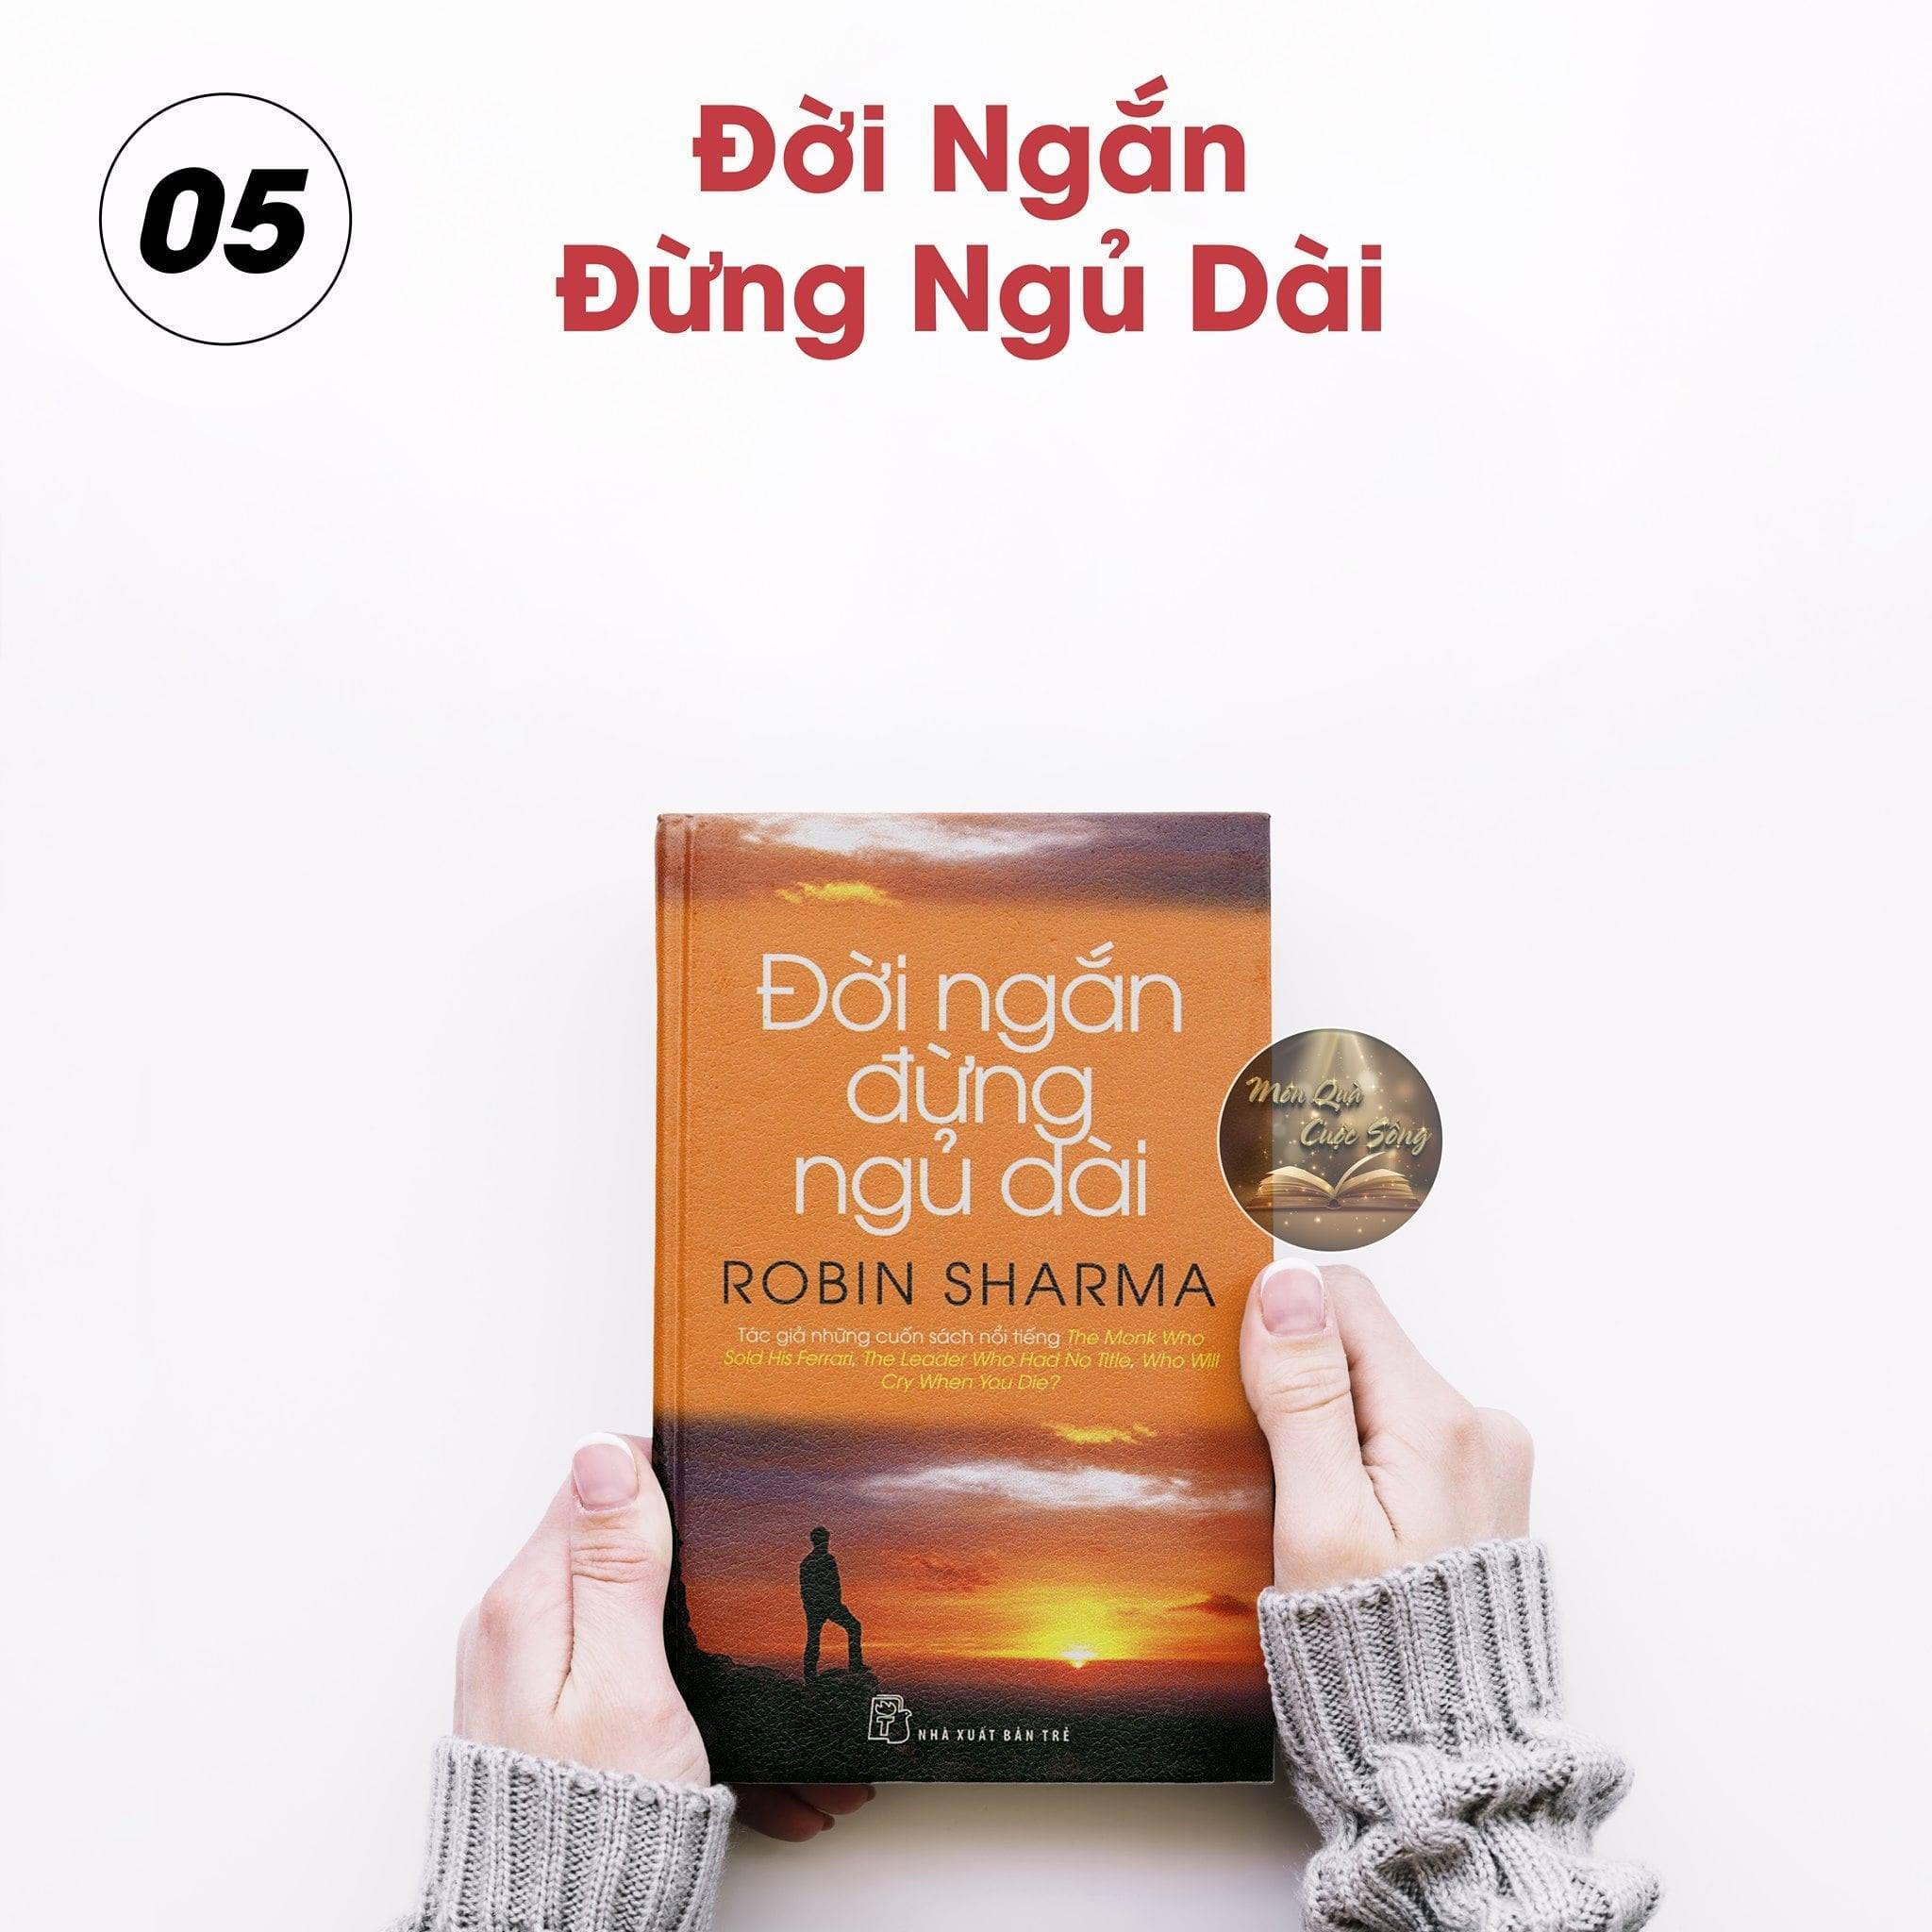 05
Đời Ngắn
Đừng Ngủ Dài
Đời ngắn
đừng
ngủ dài
Món Quà
Cuộc Sống
ROBIN SHARMA
Tác giả những cuốn sách nổi tiếng The Monk Who
Sold His Ferrari, The Leader Who Had No Title, Who Will
Cry When You Die?
NHÀ XUẤT BẢN TRẺ